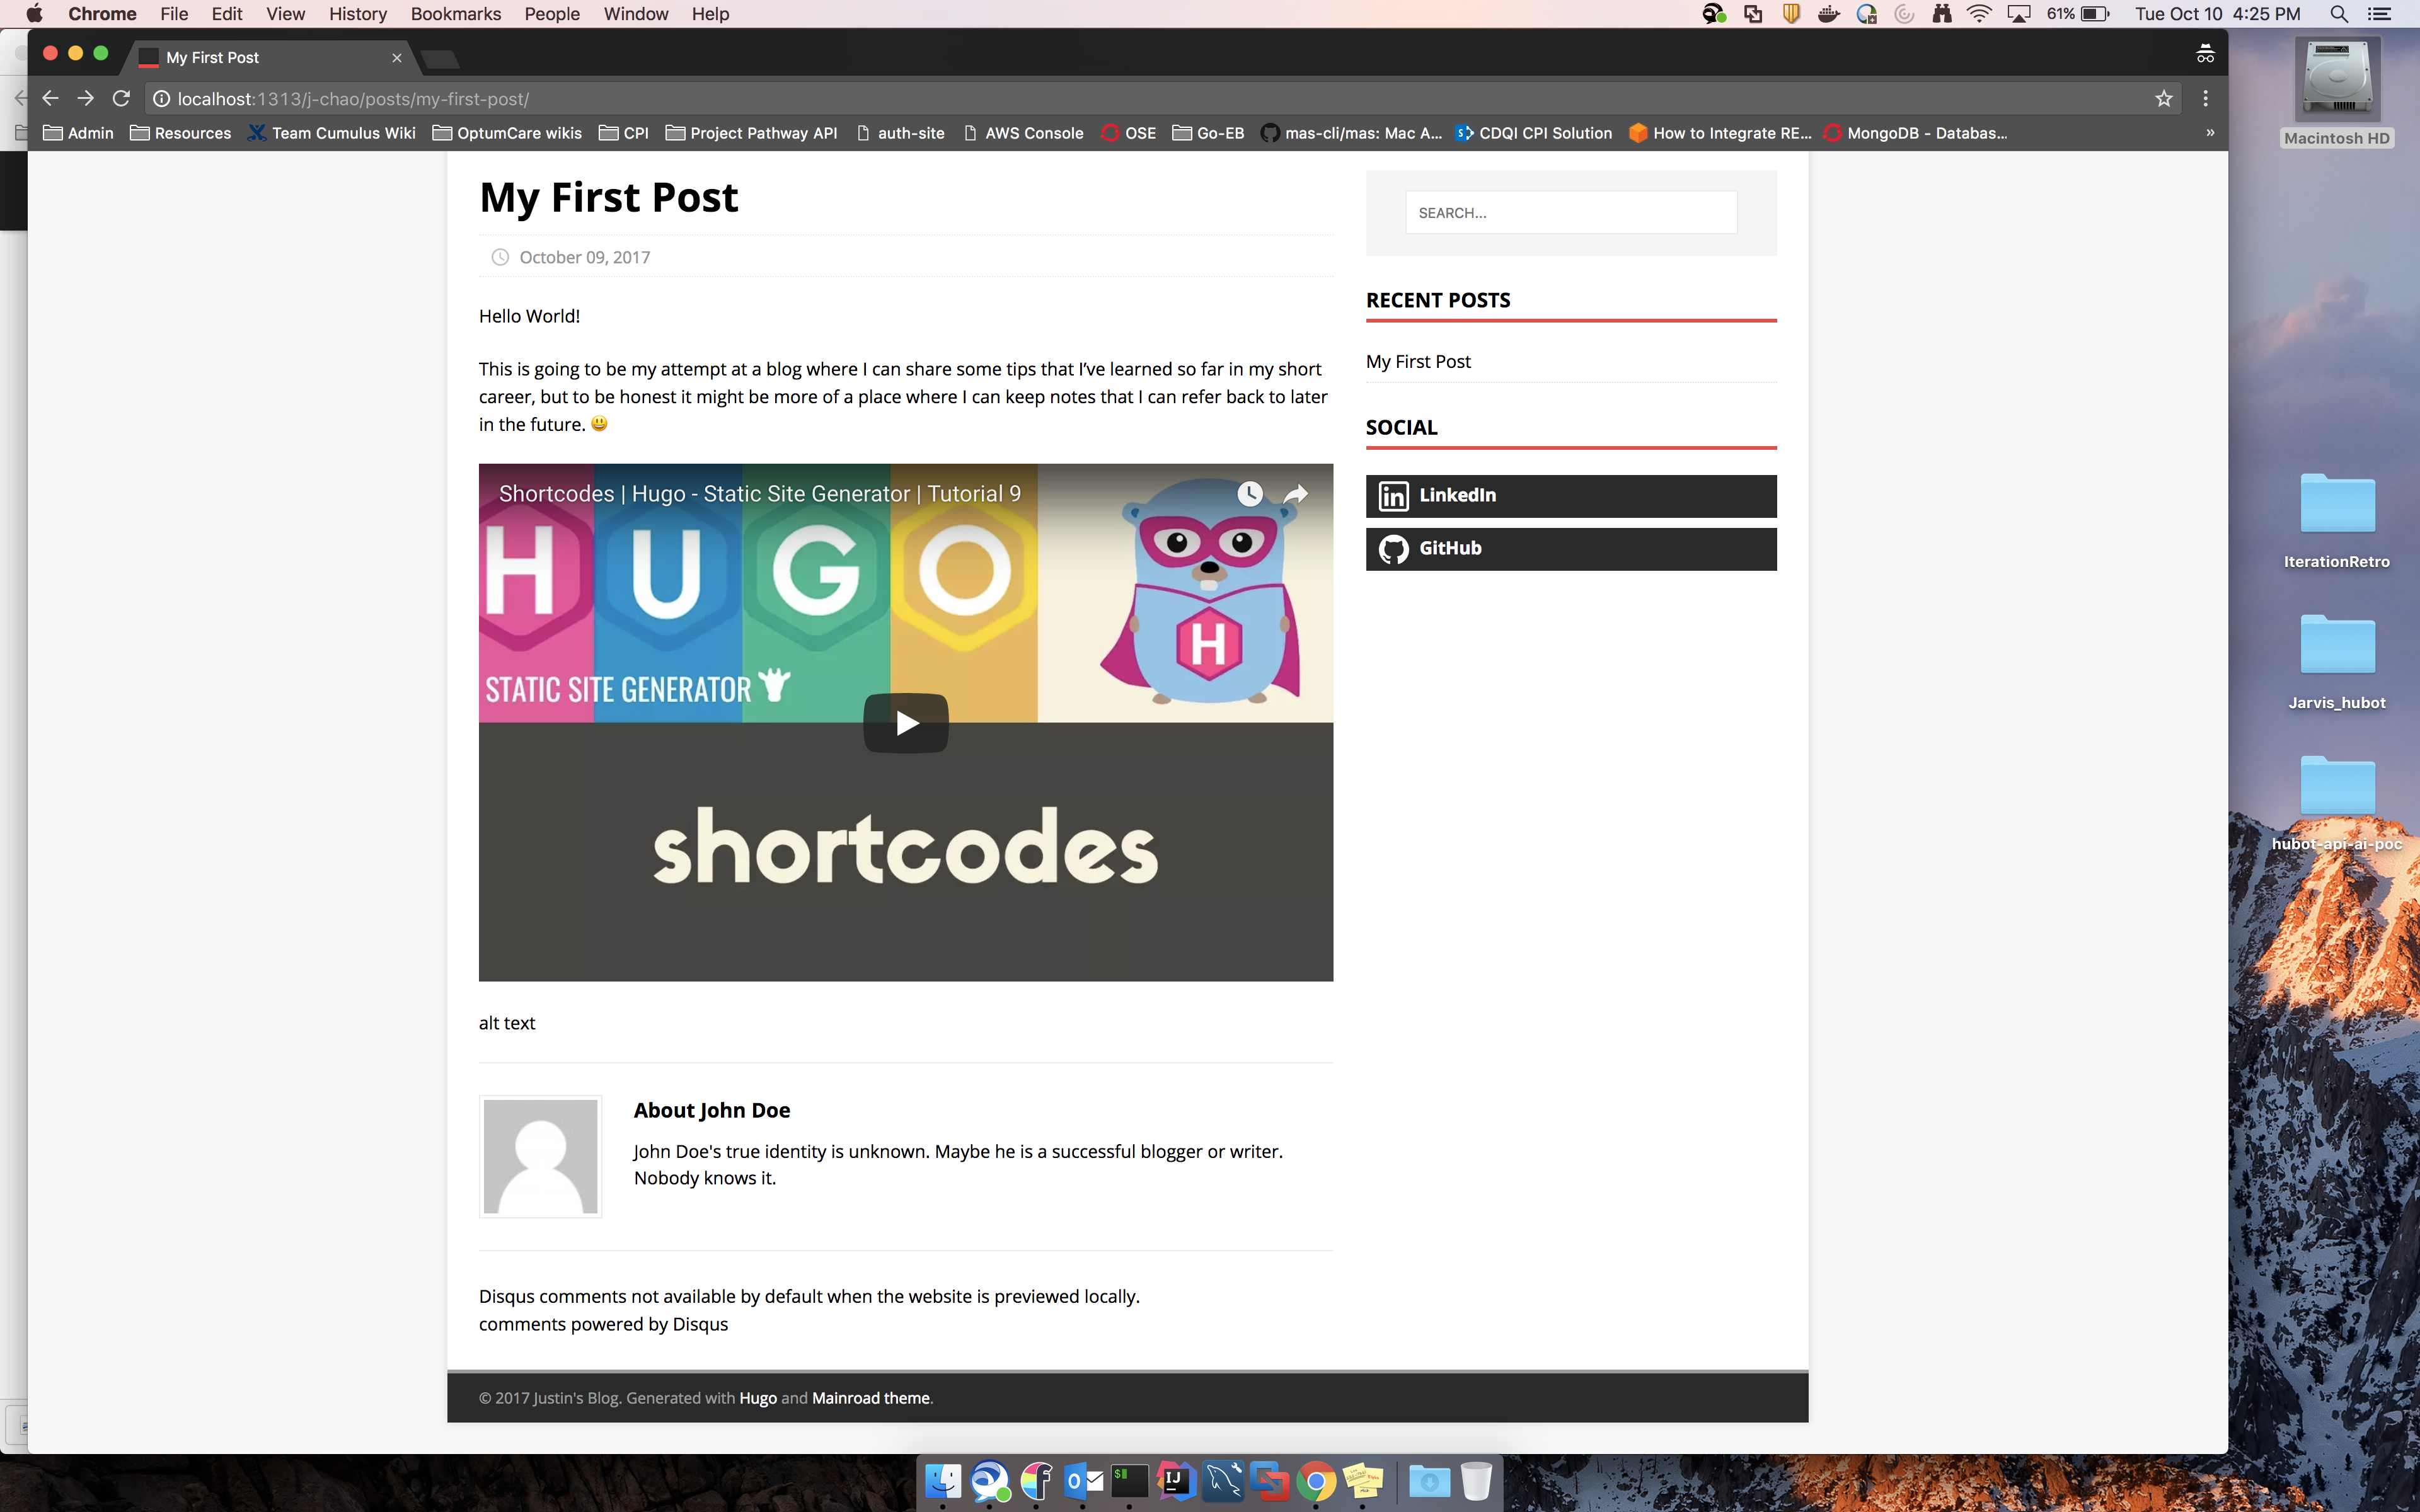 Chrome File Edit View History Bookmarks People Window Help
61% Tue Oct 10 4:25 PM
My First Post
localhost:1313/j-chao/posts/my-first-post/
Admin Resources Team Cumulus Wiki OptumCare wikis CPI Project Pathway API auth-site AWS Console OSE Go-EB mas-cli/mas: Mac A... CDQI CPI Solution How to Integrate RE... MongoDB - Databas... »
Macintosh HD
IterationRetro
Jarvis_hubot
hubot-api-ai-poc
My First Post
October 09, 2017
Hello World!
This is going to be my attempt at a blog where I can share some tips that I've learned so far in my short
career, but to be honest it might be more of a place where I can keep notes that I can refer back to later
in the future. 😃
Shortcodes | Hugo - Static Site Generator | Tutorial 9
HUGO
H
STATIC SITE GENERATOR
shortcodes
alt text
About John Doe
John Doe's true identity is unknown. Maybe he is a successful blogger or writer.
Nobody knows it.
Disqus comments not available by default when the website is previewed locally.
comments powered by Disqus
SEARCH...
RECENT POSTS
My First Post
SOCIAL
LinkedIn
GitHub
© 2017 Justin's Blog. Generated with Hugo and Mainroad theme.